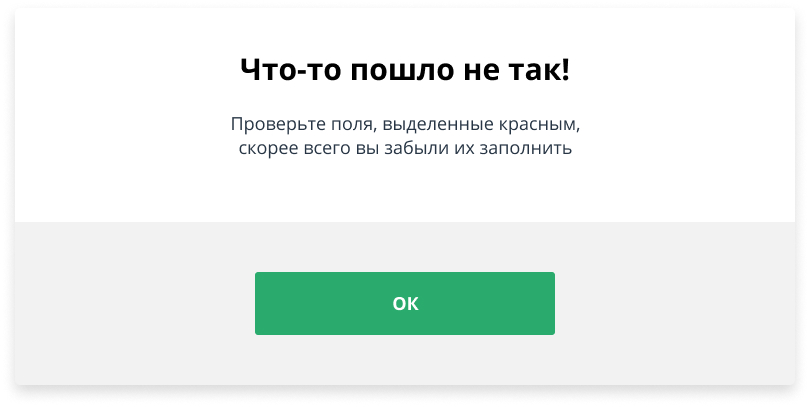 Что-то пошло не так!
Проверьте поля, выделенные красным,
скорее всего вы забыли их заполнить
ОК